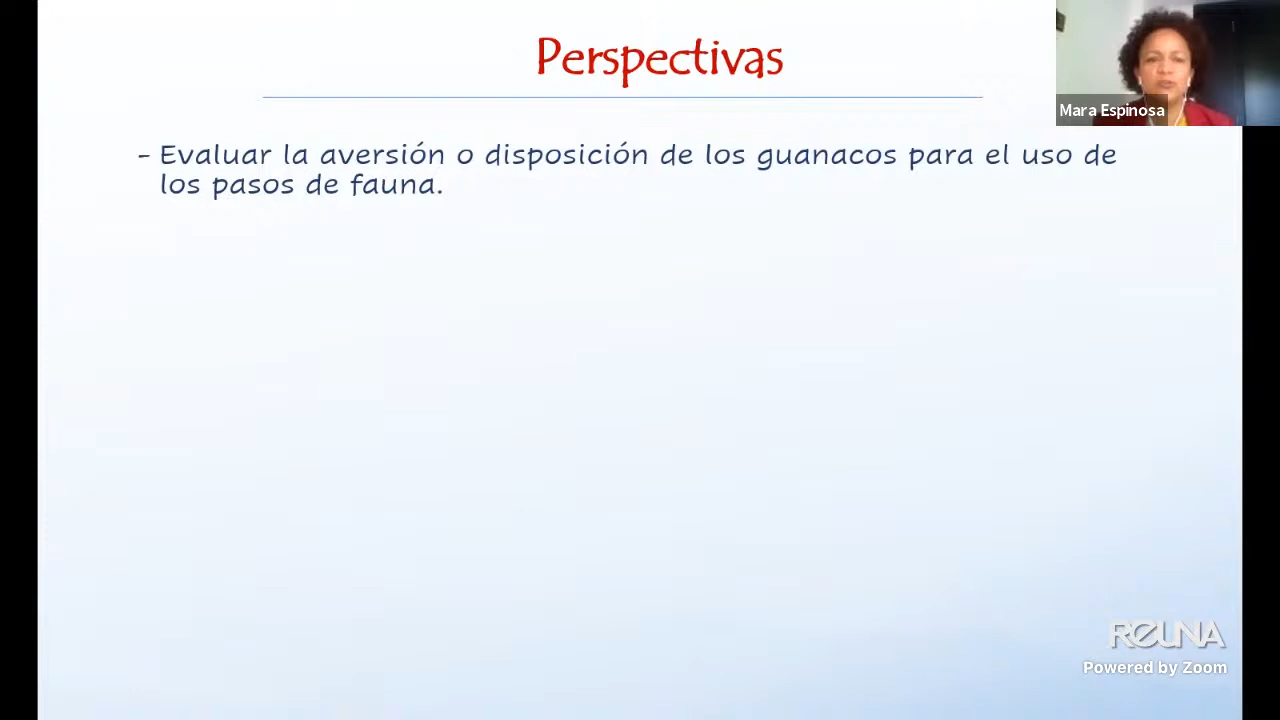 Perspectivas
Mara Espinosa
- Evaluar la aversión o disposición de los guanacos para el uso de
los pasos de fauna.
REUNA
Powered by Zoom